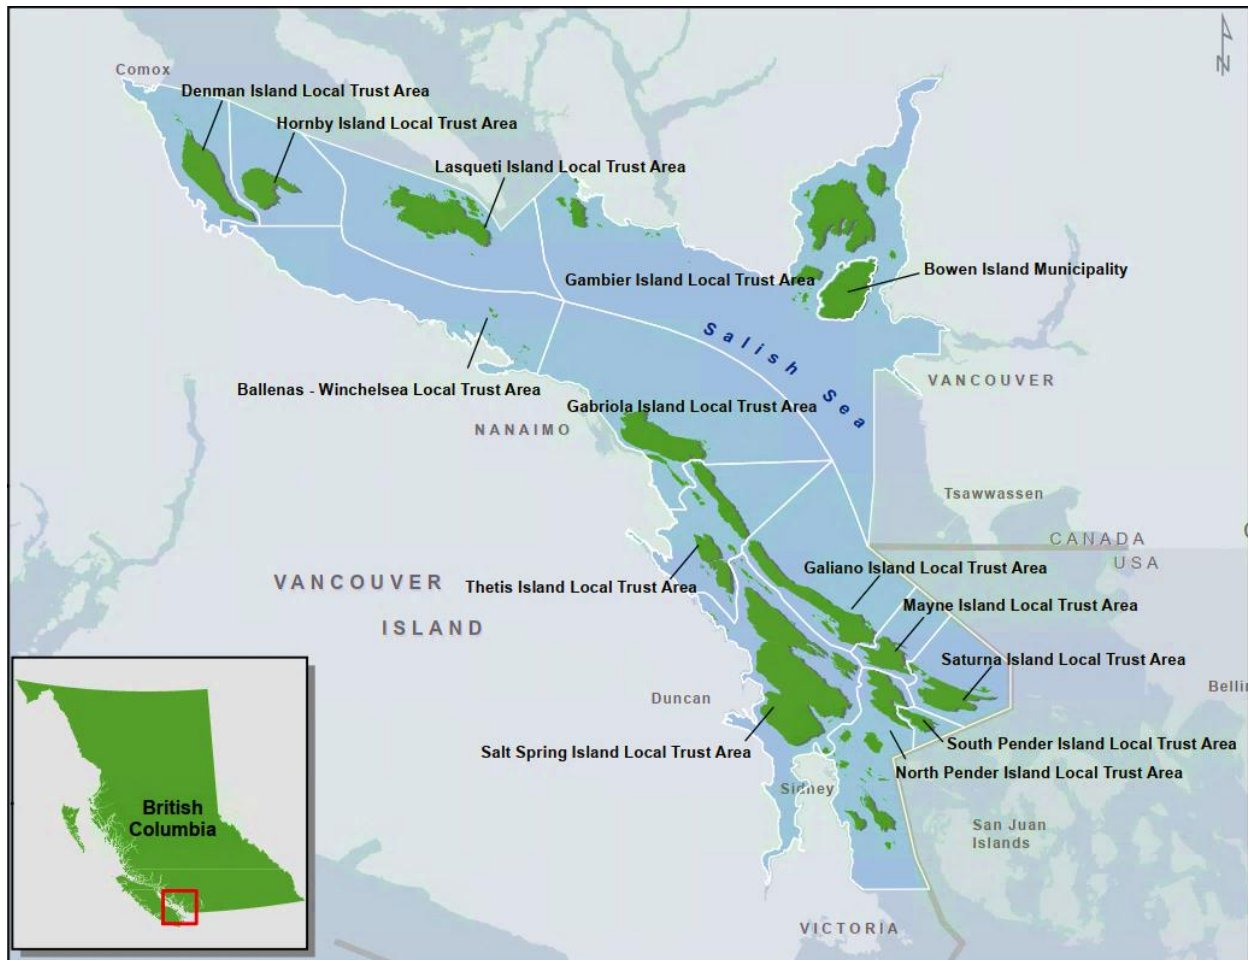 N
Comox
Denman Island Local Trust Area
Hornby Island Local Trust Area
Lasqueti Island Local Trust Area
Gambier Island Local Trust Area
Bowen Island Municipality
Salish Sea
Ballenas - Winchelsea Local Trust Area
VANCOUVER
Gabriola Island Local Trust Area
NANAIMO
Tsawwassen
CANADA
USA
Galiano Island Local Trust Area
VANCOUVER
ISLAND
Thetis Island Local Trust Area
Mayne Island Local Trust Area
Saturna Island Local Trust Area
Bellin
Duncan
Salt Spring Island Local Trust Area
South Pender Island Local Trust Area
North Pender Island Local Trust Area
Sidney
San Juan
Islands
VICTORIA
British
Columbia